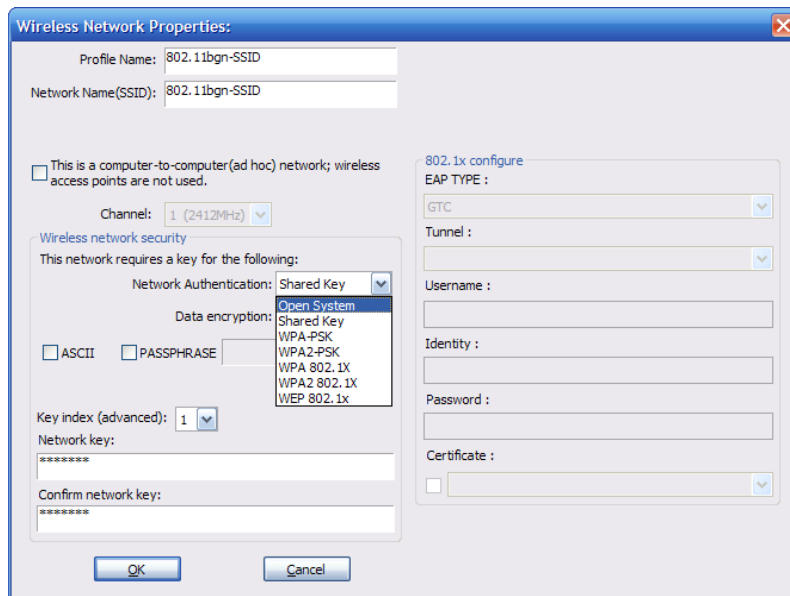 Wireless Network Properties:
Profile Name: 802.11bgn-SSID
Network Name(SSID): 802.11bgn-SSID
This is a computer-to-computer(ad hoc) network; wireless
access points are not used.
Channel: 1 (2412MHz)
Wireless network security
This network requires a key for the following:
Network Authentication: Shared Key
Open System
Shared Key
WPA-PSK
WPA2-PSK
WPA 802.1X
WPA2 802.1X
WEP 802.1x
Data encryption:
ASCII PASSPHRASE
Key index (advanced): 1
Network key:
*******
Confirm network key:
*******
OK Cancel
802.1x configure
EAP TYPE :
GTC
Tunnel :
Username :
Identity :
Password :
Certificate :